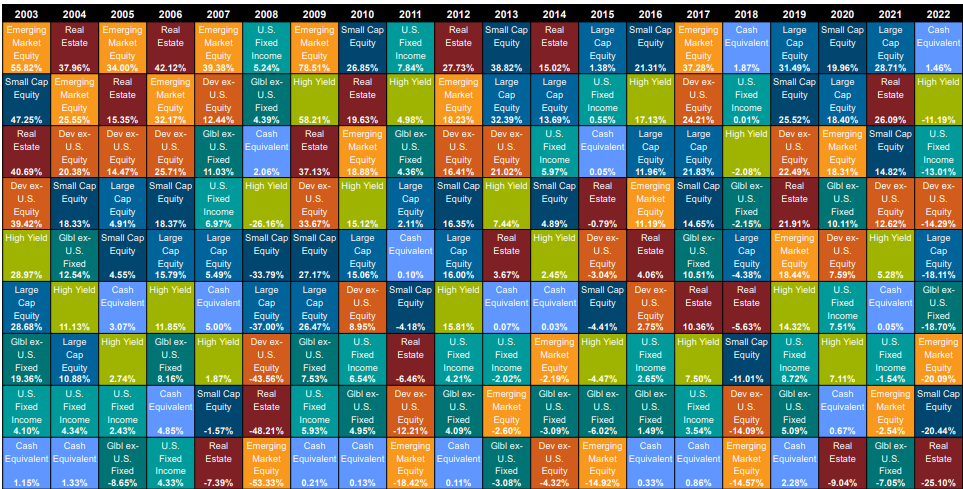 2003 2004 2005 2006 2007 2008 2009 2010 2011 2012 2013 2014 2015 2016 2017 2018 2019 2020 2021 2022
Emerging Market Equity 55.82%
Real Estate 37.96%
Emerging Market Equity 34.00%
Real Estate 42.12%
Emerging Market Equity 39.38%
U.S. Fixed Income 5.24%
Emerging Market Equity 78.51%
Small Cap Equity 26.85%
U.S. Fixed Income 7.84%
Real Estate 27.73%
Small Cap Equity 38.82%
Real Estate 15.02%
Large Cap Equity 1.38%
Small Cap Equity 21.31%
Emerging Market Equity 37.28%
Cash Equivalent 1.87%
Large Cap Equity 31.49%
Small Cap Equity 19.96%
Large Cap Equity 28.71%
Cash Equivalent 1.46%
Small Cap Equity 47.25%
Emerging Market Equity 25.55%
Real Estate 15.35%
Emerging Market Equity 32.17%
Dev ex-U.S. Equity 12.44%
Glbl ex-U.S. Fixed 4.39%
High Yield 58.21%
Real Estate 19.63%
High Yield 4.98%
Emerging Market Equity 18.23%
Large Cap Equity 32.39%
Large Cap Equity 13.69%
U.S. Fixed Income 0.55%
High Yield 17.13%
Dev ex-U.S. Equity 24.21%
U.S. Fixed Income 0.01%
Small Cap Equity 25.52%
Large Cap Equity 18.40%
Real Estate 26.09%
High Yield -11.19%
Real Estate 40.69%
Dev ex-U.S. Equity 20.38%
Dev ex-U.S. Equity 14.47%
Dev ex-U.S. Equity 25.71%
Glbl ex-U.S. Fixed 11.03%
Cash Equivalent 2.06%
Real Estate 37.13%
Emerging Market Equity 18.88%
Glbl ex-U.S. Fixed 4.36%
Dev ex-U.S. Equity 16.41%
Dev ex-U.S. Equity 21.02%
U.S. Fixed Income 5.97%
Cash Equivalent 0.05%
Large Cap Equity 11.96%
Large Cap Equity 21.83%
High Yield -2.08%
Dev ex-U.S. Equity 22.49%
Emerging Market Equity 18.31%
Small Cap Equity 14.82%
U.S. Fixed Income -13.01%
Dev ex-U.S. Equity 39.42%
Small Cap Equity 18.33%
Large Cap Equity 4.91%
Small Cap Equity 18.37%
U.S. Fixed Income 6.97%
High Yield -26.16%
Dev ex-U.S. Equity 33.67%
High Yield 15.12%
Large Cap Equity 2.11%
Small Cap Equity 16.35%
High Yield 7.44%
Small Cap Equity 4.89%
Real Estate -0.79%
Emerging Market Equity 11.19%
Small Cap Equity 14.65%
Glbl ex-U.S. Fixed -2.15%
Real Estate 21.91%
Glbl ex-U.S. Fixed 10.11%
Dev ex-U.S. Equity 12.62%
Dev ex-U.S. Equity -14.29%
High Yield 28.97%
Glbl ex-U.S. Fixed 12.54%
Small Cap Equity 4.55%
Large Cap Equity 15.79%
Large Cap Equity 5.49%
Small Cap Equity -33.79%
Small Cap Equity 27.17%
Large Cap Equity 15.06%
Cash Equivalent 0.10%
Large Cap Equity 16.00%
Real Estate 3.67%
High Yield 2.45%
Dev ex-U.S. Equity -3.04%
Real Estate 4.06%
Glbl ex-U.S. Fixed 10.51%
Large Cap Equity -4.38%
Emerging Market Equity 18.44%
Dev ex-U.S. Equity 7.59%
High Yield 5.28%
Large Cap Equity -18.11%
Large Cap Equity 28.68%
High Yield 11.13%
Cash Equivalent 3.07%
High Yield 11.85%
Cash Equivalent 5.00%
Large Cap Equity -37.00%
Large Cap Equity 26.47%
Dev ex-U.S. Equity 8.95%
Small Cap Equity -4.18%
High Yield 15.81%
Cash Equivalent 0.07%
Cash Equivalent 0.03%
Small Cap Equity -4.41%
Dev ex-U.S. Equity 2.75%
Real Estate 10.36%
Real Estate -5.63%
High Yield 14.32%
U.S. Fixed Income 7.51%
Cash Equivalent 0.05%
Glbl ex-U.S. Fixed -18.70%
Glbl ex-U.S. Fixed 19.36%
Large Cap Equity 10.88%
High Yield 2.74%
Glbl ex-U.S. Fixed 8.16%
High Yield 1.87%
Dev ex-U.S. Equity -43.56%
Glbl ex-U.S. Fixed 7.53%
U.S. Fixed Income 6.54%
Real Estate -6.46%
U.S. Fixed Income 4.21%
U.S. Fixed Income -2.02%
Emerging Market Equity -2.19%
High Yield -4.47%
U.S. Fixed Income 2.65%
High Yield 7.50%
Small Cap Equity -11.01%
U.S. Fixed Income 8.72%
High Yield 7.11%
U.S. Fixed Income -1.54%
Emerging Market Equity -20.09%
U.S. Fixed Income 4.10%
U.S. Fixed Income 4.34%
U.S. Fixed Income 2.43%
Cash Equivalent 4.85%
Small Cap Equity -1.57%
Real Estate -48.21%
U.S. Fixed Income 5.93%
Glbl ex-U.S. Fixed 4.95%
Dev ex-U.S. Equity -12.21%
Glbl ex-U.S. Fixed 4.09%
Emerging Market Equity -2.60%
Glbl ex-U.S. Fixed -3.09%
Glbl ex-U.S. Fixed -6.02%
Glbl ex-U.S. Fixed 1.49%
U.S. Fixed Income 3.54%
Dev ex-U.S. Equity -14.09%
Glbl ex-U.S. Fixed 5.09%
Cash Equivalent 0.67%
Emerging Market Equity -2.54%
Small Cap Equity -20.44%
Cash Equivalent 1.15%
Cash Equivalent 1.33%
Glbl ex-U.S. Fixed -8.65%
U.S. Fixed Income 4.33%
Real Estate -7.39%
Emerging Market Equity -53.33%
Cash Equivalent 0.21%
Cash Equivalent 0.13%
Emerging Market Equity -18.42%
Cash Equivalent 0.11%
Glbl ex-U.S. Fixed -3.08%
Dev ex-U.S. Equity -4.32%
Emerging Market Equity -14.92%
Cash Equivalent 0.33%
Cash Equivalent 0.86%
Emerging Market Equity -14.57%
Cash Equivalent 2.28%
Real Estate -9.04%
Glbl ex-U.S. Fixed -7.05%
Real Estate -25.10%